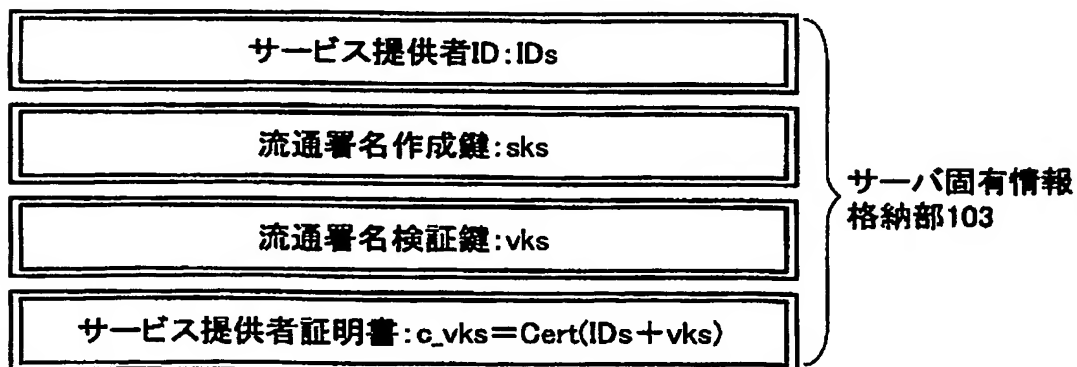 サービス提供者ID:IDs
流通署名作成鍵:sks
流通署名検証鍵:vks
サービス提供者証明書:c_vks=Cert(IDs+vks)
サーバ固有情報
格納部103